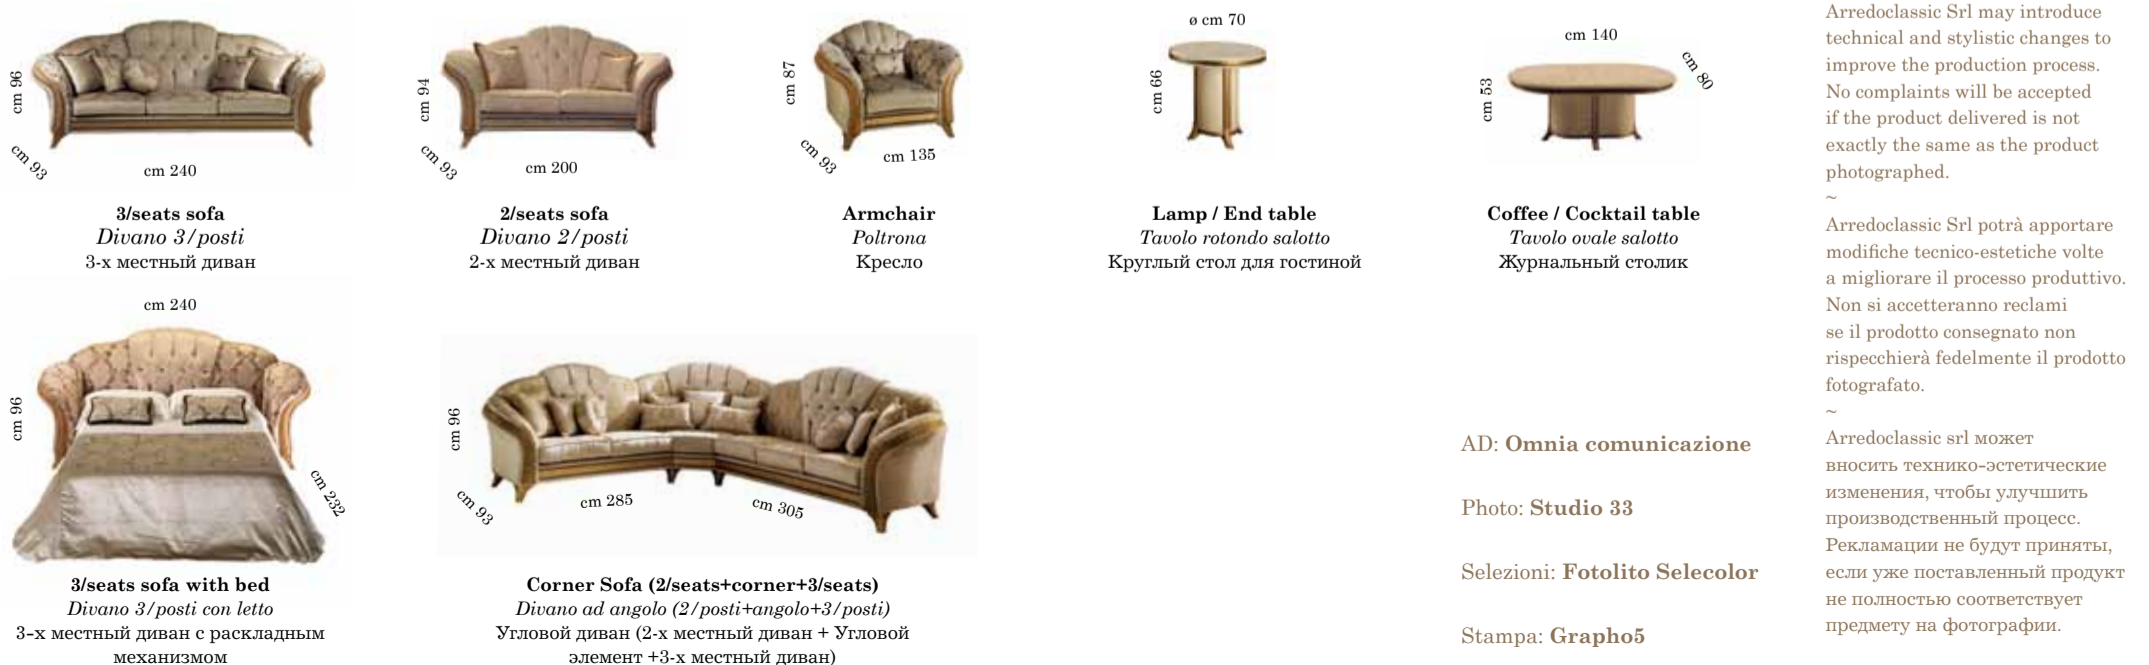 cm 96
cm 93
cm 240
3/seats sofa
Divano 3/posti
3-х местный диван
cm 94
cm 93
cm 200
2/seats sofa
Divano 2/posti
2-х местный диван
cm 87
cm 93
cm 135
Armchair
Poltrona
Кресло
ø cm 70
cm 66
Lamp / End table
Tavolo rotondo salotto
Круглый стол для гостиной
cm 140
cm 80
cm 53
Coffee / Cocktail table
Tavolo ovale salotto
Журнальный столик
cm 240
cm 96
cm 232
3/seats sofa with bed
Divano 3/posti con letto
3-х местный диван с раскладным
механизмом
cm 96
cm 93
cm 285
cm 305
Corner Sofa (2/seats+corner+3/seats)
Divano ad angolo (2/posti+angolo+3/posti)
Угловой диван (2-х местный диван + Угловой
элемент +3-х местный диван)
AD: Omnia comunicazione
Photo: Studio 33
Selezioni: Fotolito Selecolor
Stampa: Grapho5
Arredoclassic Srl may introduce
technical and stylistic changes to
improve the production process.
No complaints will be accepted
if the product delivered is not
exactly the same as the product
photographed.
~
Arredoclassic Srl potrà apportare
modifiche tecnico-estetiche volte
a migliorare il processo produttivo.
Non si accetteranno reclami
se il prodotto consegnato non
rispecchierà fedelmente il prodotto
fotografato.
~
Arredoclassic srl может
вносить технико-эстетические
изменения, чтобы улучшить
производственный процесс.
Рекламации не будут приняты,
если уже поставленный продукт
не полностью соответствует
предмету на фотографии.